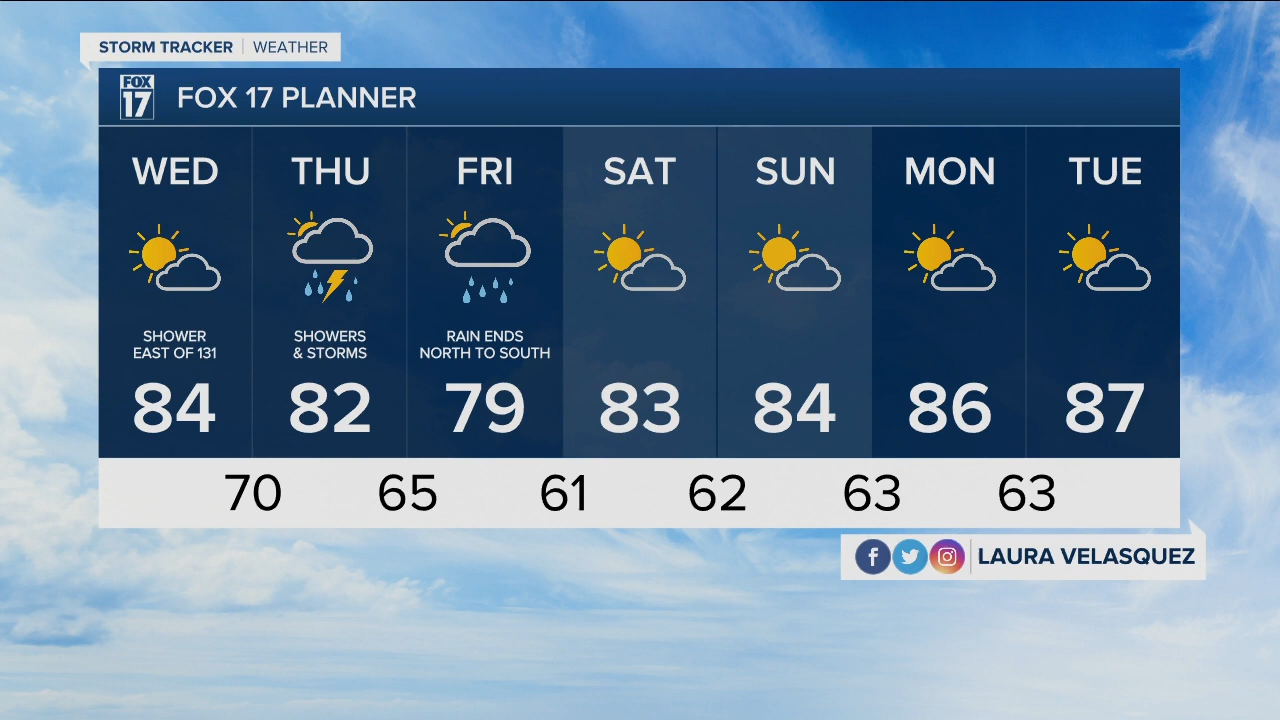 STORM TRACKER | WEATHER
FOX 17
FOX 17 PLANNER
WED THU FRI SAT SUN MON TUE
SHOWER EAST OF 131
SHOWERS & STORMS
RAIN ENDS NORTH TO SOUTH
84 82 79 83 84 86 87
70 65 61 62 63 63
LAURA VELASQUEZ